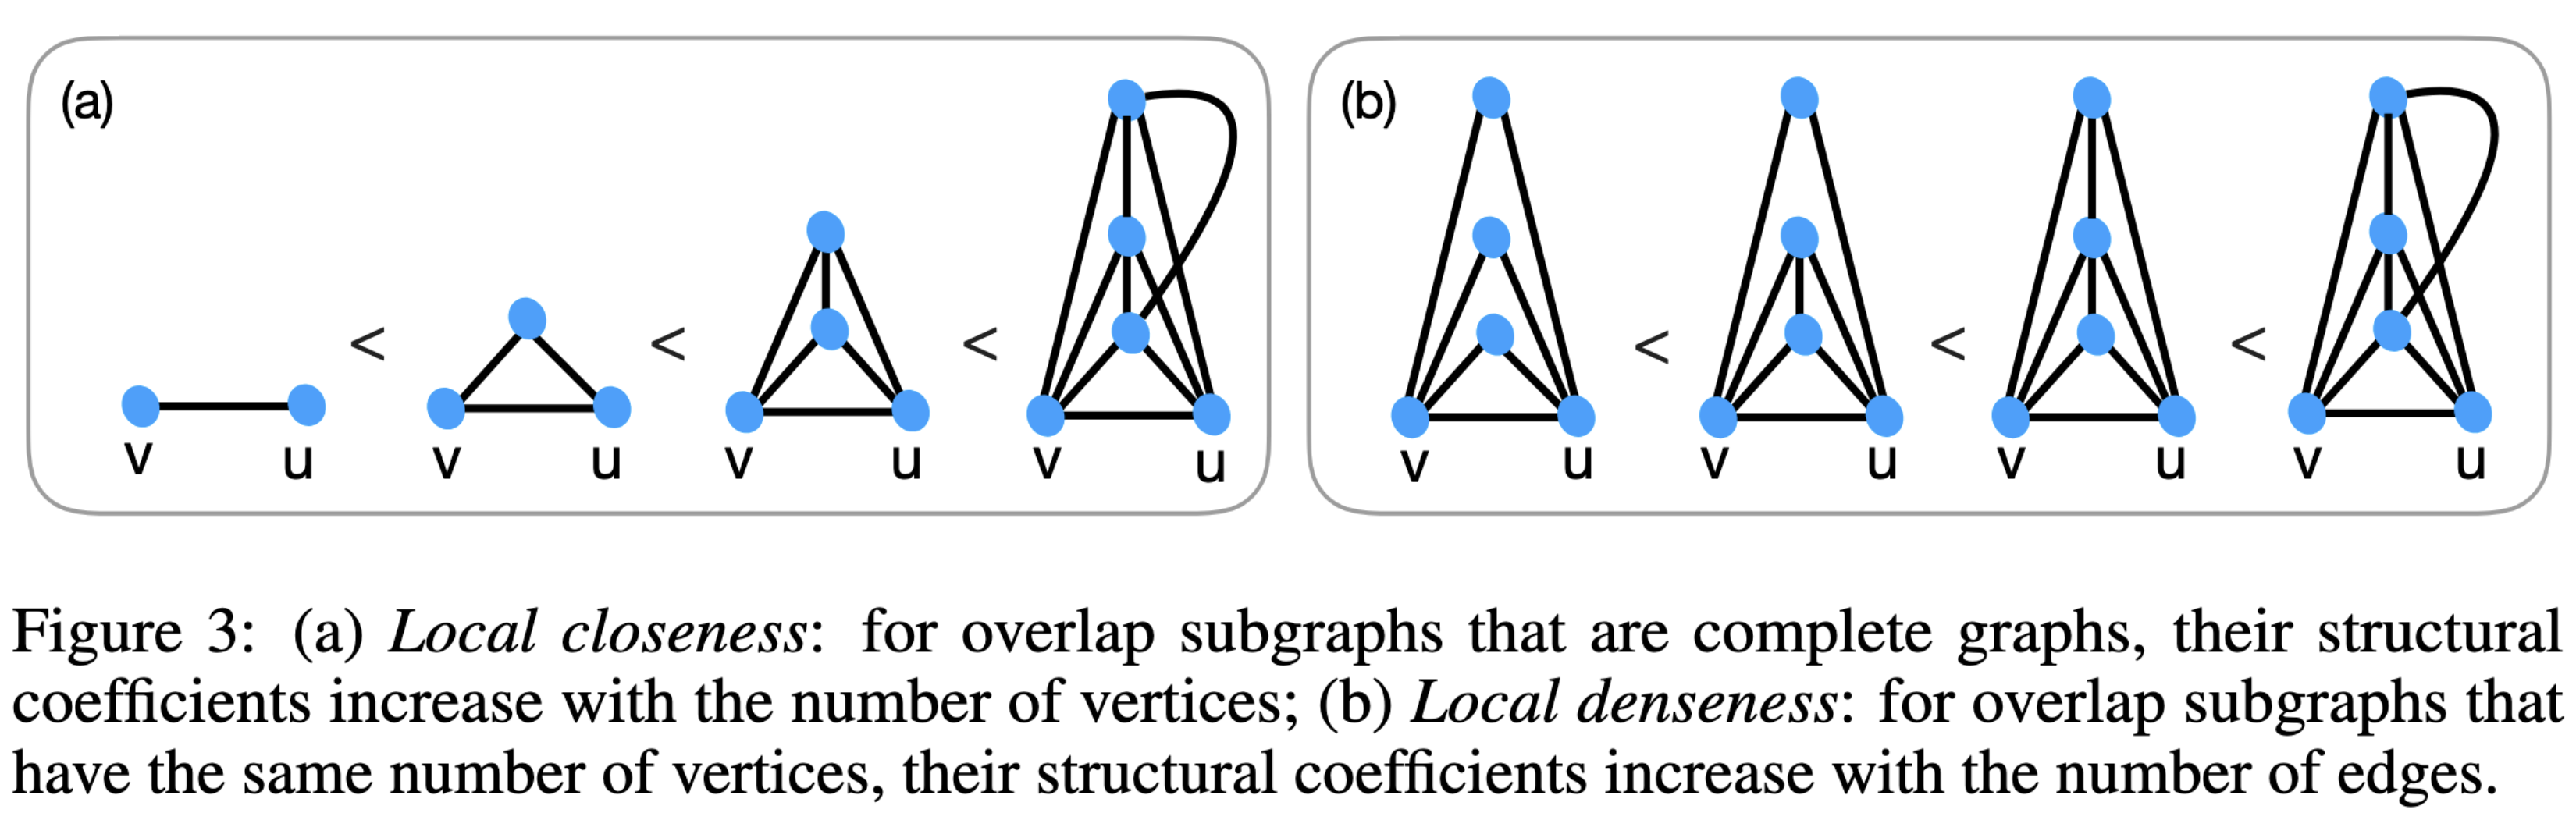 (a)
< < <
v u v u v u v u
(b)
< < <
v u v u v u v u
Figure 3: (a) Local closeness: for overlap subgraphs that are complete graphs, their structural
coefficients increase with the number of vertices; (b) Local denseness: for overlap subgraphs that
have the same number of vertices, their structural coefficients increase with the number of edges.